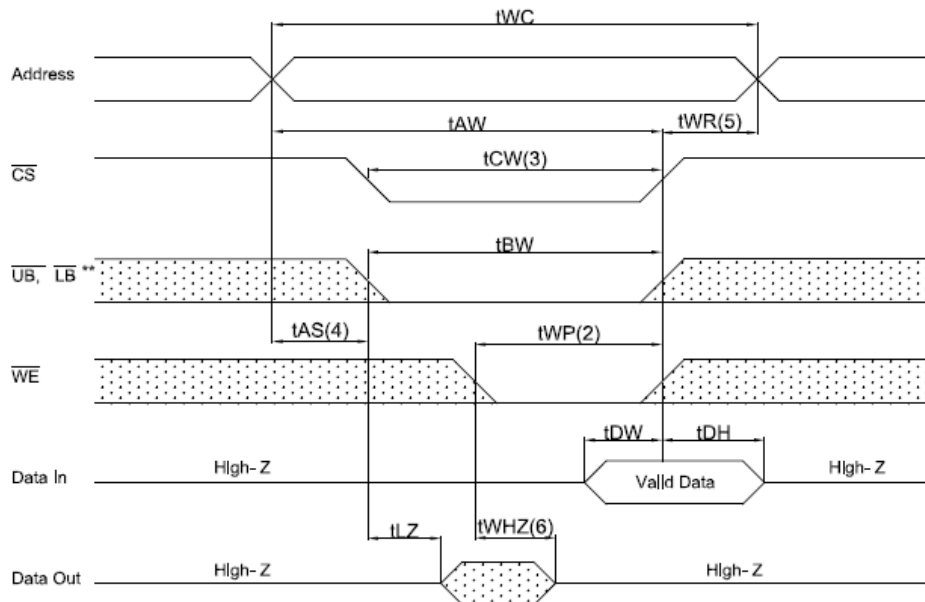 tWC
Address
tAW
tWR(5)
tCW(3)
CS
tBW
UB, LB **
tAS(4)
tWP(2)
WE
tDW
tDH
High-Z
High-Z
Data In
Valid Data
tLZ
tWHZ(6)
High-Z
High-Z
Data Out